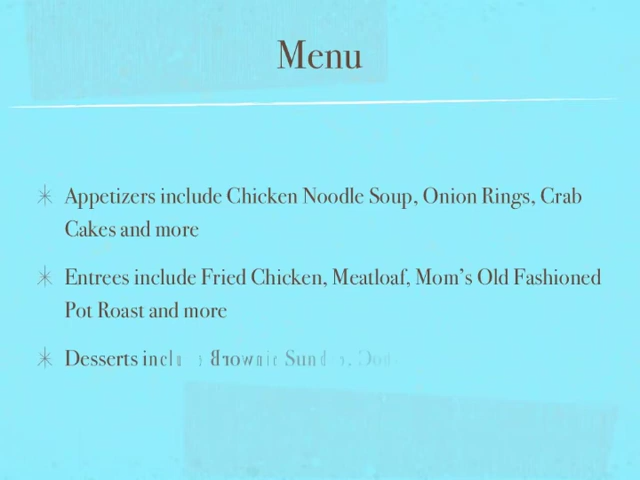 Menu
Appetizers include Chicken Noodle Soup, Onion Rings, Crab
Cakes and more
Entrees include Fried Chicken, Meatloaf, Mom's Old Fashioned
Pot Roast and more
Desserts Brownie